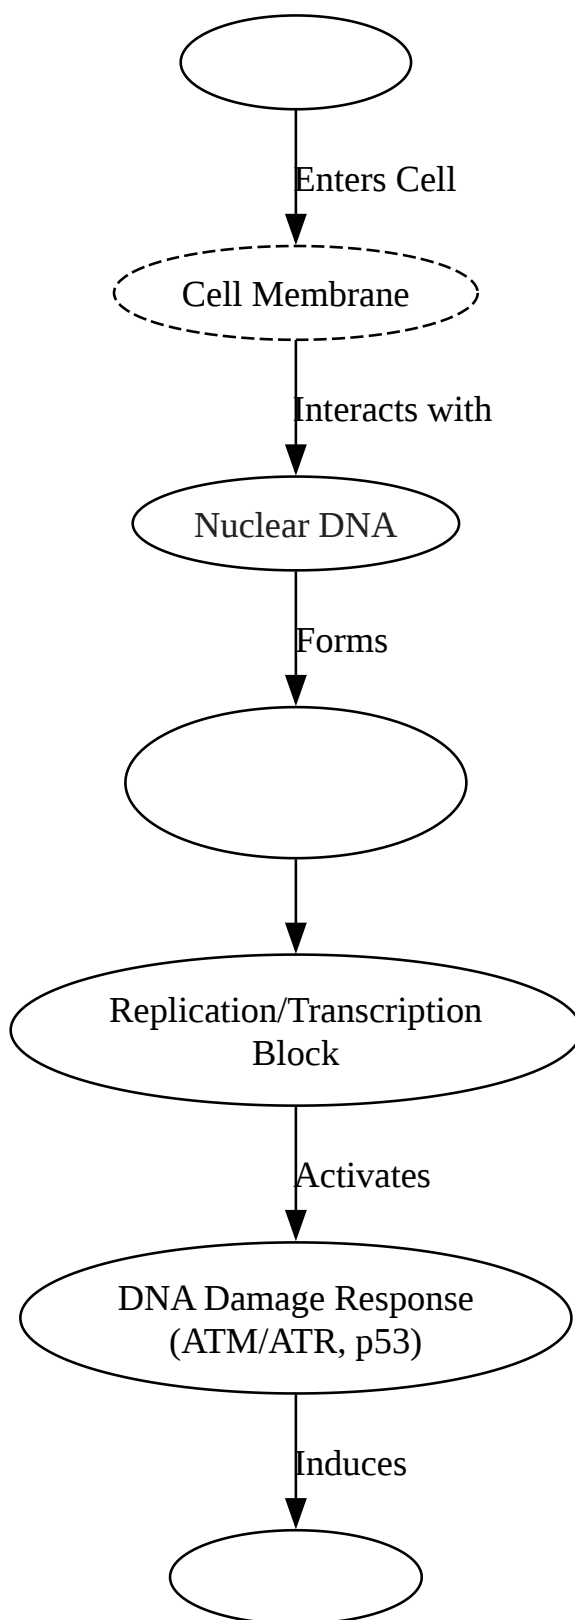 Enters Cell
Cell Membrane
Interacts with
Nuclear DNA
Forms
Replication/Transcription
Block
Activates
DNA Damage Response
(ATM/ATR, p53)
Induces